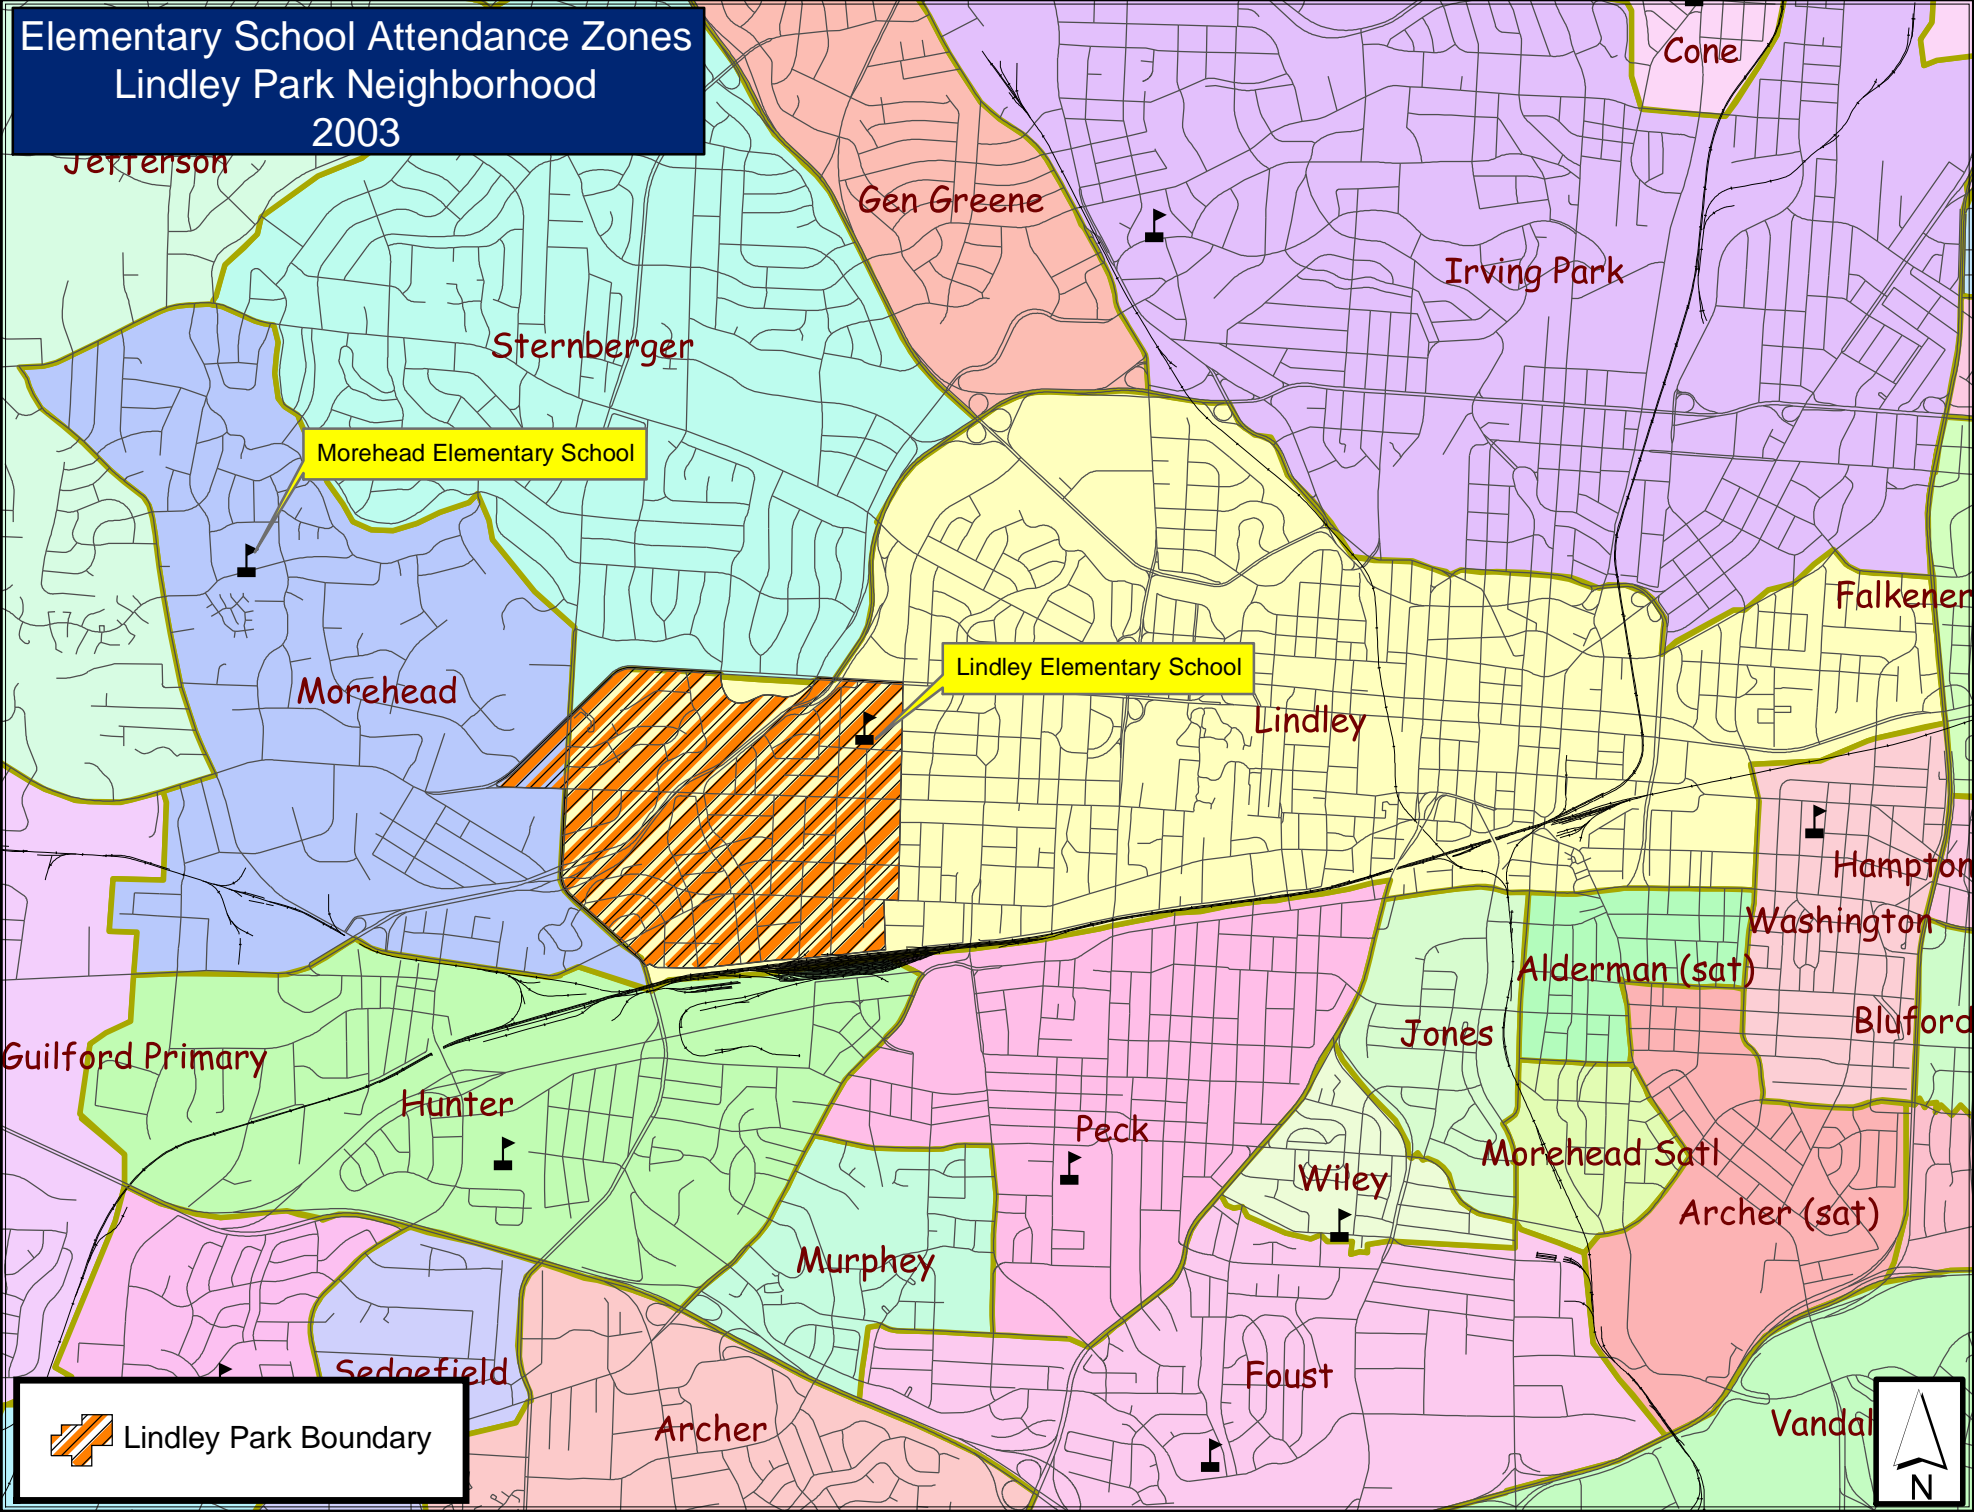 Elementary School Attendance Zones
Lindley Park Neighborhood
2003
Cone
Jefferson
Gen Greene
Irving Park
Sternberger
Morehead Elementary School
Falkener
Lindley Elementary School
Morehead
Lindley
Hampton
Washington
Alderman (sat)
Bluford
Jones
Guilford Primary
Hunter
Peck
Morehead Satl
Wiley
Archer (sat)
Murphey
Sedgefield
Foust
Archer
Vandal
Lindley Park Boundary
N